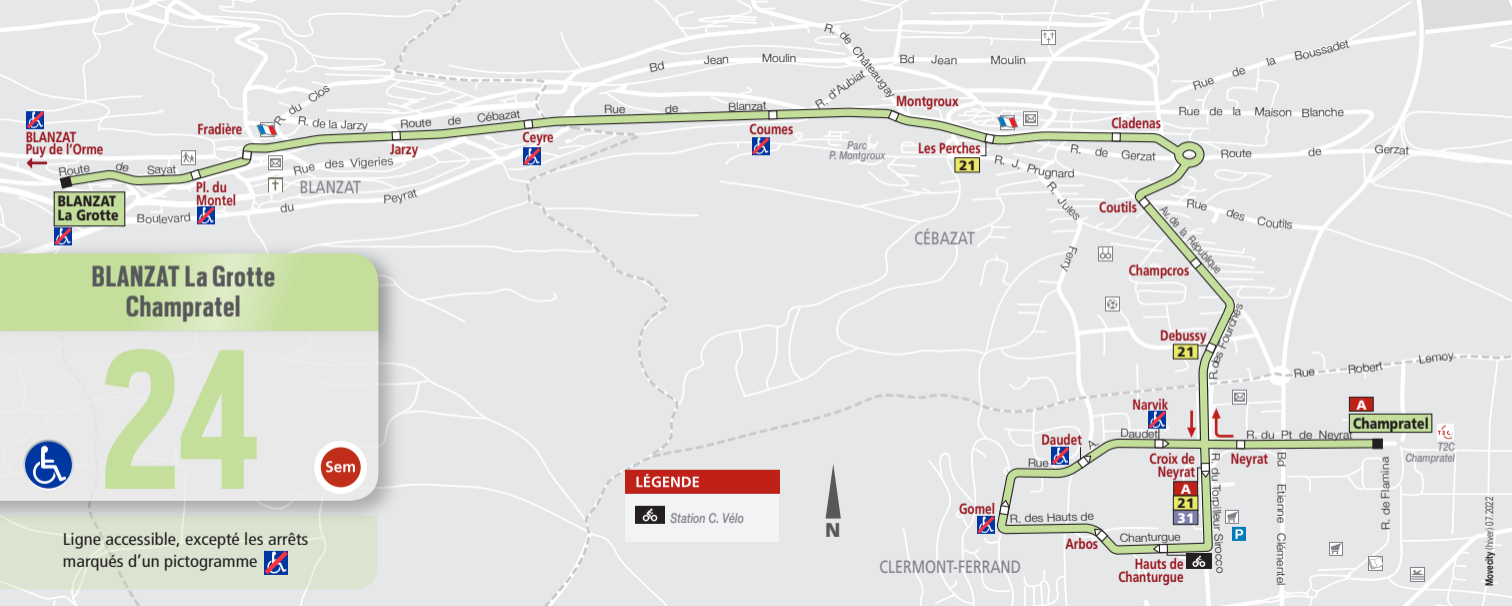 R. de Châteaugay
Bd Jean Moulin
Bd Jean Moulin
Rue de la Boussadet
R. du Clos
R. d'Aubiat
Montgroux
Rue de la Maison Blanche
BLANZAT
Puy de l'Orme
Fradière
R. de la Jarzy
Route de Cébazat
Rue de Blanzat
Jarzy
Ceyre
Coumes
Parc
P. Montgroux
Les Perches
21
Cladenas
R. de Gerzat
Route de Gerzat
Route de Sayat
Rue des Vigeries
R. J. Prugnard
BLANZAT
La Grotte
Pl. du
Montel
BLANZAT
Boulevard du Peyrat
R. Jules Ferry
Coutils
Rue des Coutils
Av. de la République
CÉBAZAT
Champcros
BLANZAT La Grotte
Champratel
24
Sem
Debussy
21
R. des Fourches
Rue Robert Lemoy
Narvik
A
Champratel
Daudet
Rue A. Daudet
R. du Pt de Neyrat
T2C
T2C
Champratel
Croix de
Neyrat
A
21
31
Neyrat
R. du Torpilleur Sirocco
Bd Etienne Clémentel
R. de Flamina
LÉGENDE
Station C. Vélo
N
Gomel
R. des Hauts de Chanturgue
Arbos
P
Hauts de
Chanturgue
CLERMONT-FERRAND
Ligne accessible, excepté les arrêts
marqués d'un pictogramme
Movecity (hiver) 07.2022